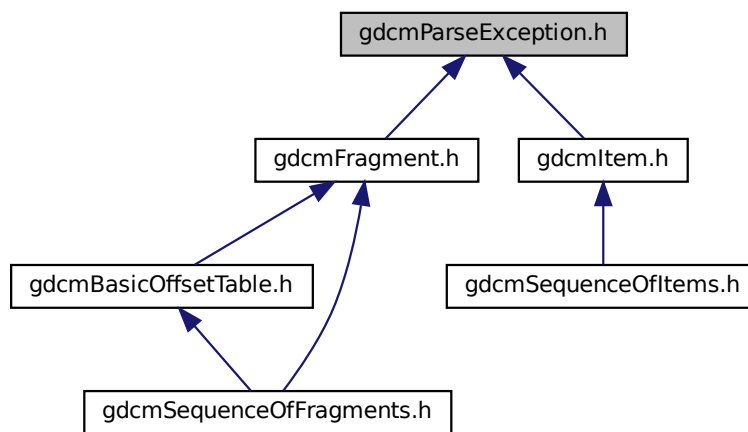 gdcmParseException.h
gdcmFragment.h
gdcmItem.h
gdcmBasicOffsetTable.h
gdcmSequenceOfItems.h
gdcmSequenceOfFragments.h